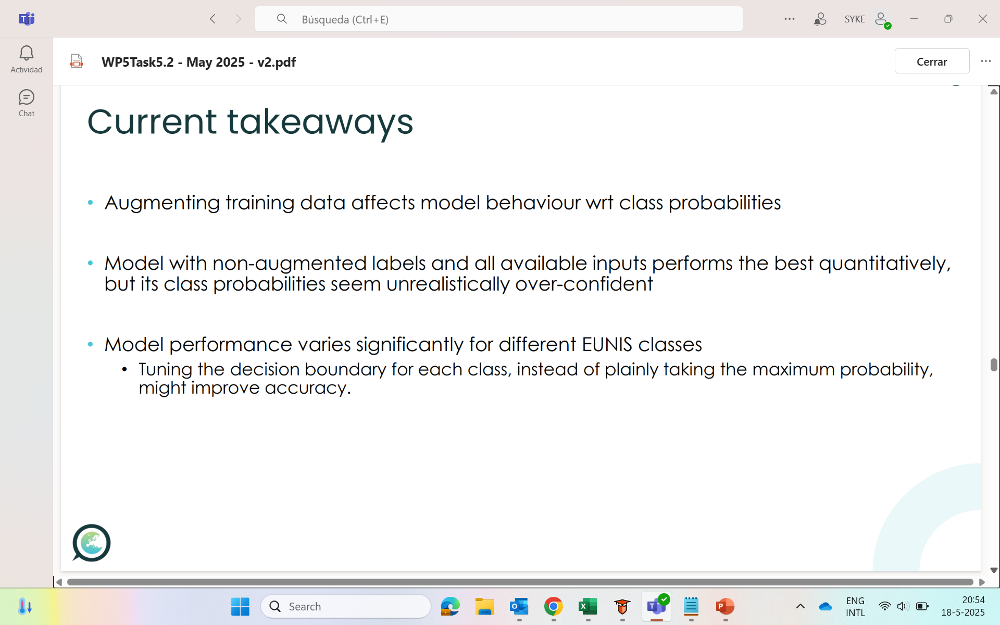 Búsqueda (Ctrl+E)
SYKE
Actividad
Chat
WP5Task5.2 - May 2025 - v2.pdf
Cerrar
Current takeaways
• Augmenting training data affects model behaviour wrt class probabilities
• Model with non-augmented labels and all available inputs performs the best quantitatively,
but its class probabilities seem unrealistically over-confident
• Model performance varies significantly for different EUNIS classes
• Tuning the decision boundary for each class, instead of plainly taking the maximum probability,
might improve accuracy.
Search
ENG
INTL
20:54
18-5-2025